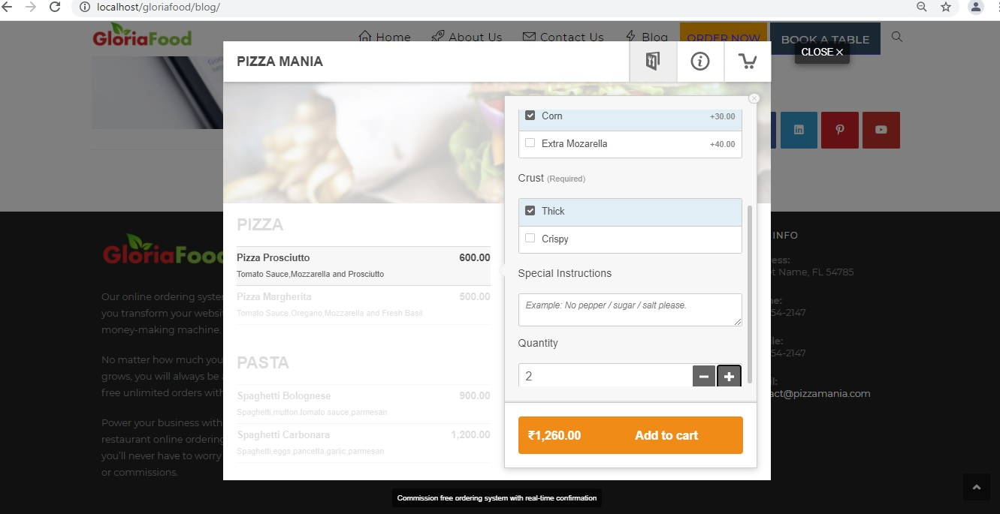 localhost/gloriafood/blog/
GloriaFood
Home
About Us
Contact Us
Blog
ORDER NOW
BOOK A TABLE
CLOSE ×
PIZZA MANIA
Corn +30.00
Extra Mozarella +40.00
Crust (Required)
Thick
Crispy
Special Instructions
Example: No pepper / sugar / salt please.
Quantity
2
₹1,260.00 Add to cart
PIZZA
Pizza Prosciutto 600.00
Tomato Sauce,Mozzarella and Prosciutto
Pizza Margherita 500.00
Tomato Sauce,Oregano,Mozzarella and Fresh Basil
PASTA
Spaghetti Bolognese 900.00
Spaghetti,mutton,tomato sauce,parmesan
Spaghetti Carbonara 1,200.00
Spaghetti,eggs,pancetta,garlic,parmesan
GloriaFood
Our online ordering
you transform your
money-making machine.
No matter how much you
grows, you will always be
free unlimited orders with
Power your business with
restaurant online ordering
you'll never have to worry
or commissions.
INFO
Name, FL 54785
54-2147
54-2147
act@pizzamania.com
Commission free ordering system with real-time confirmation